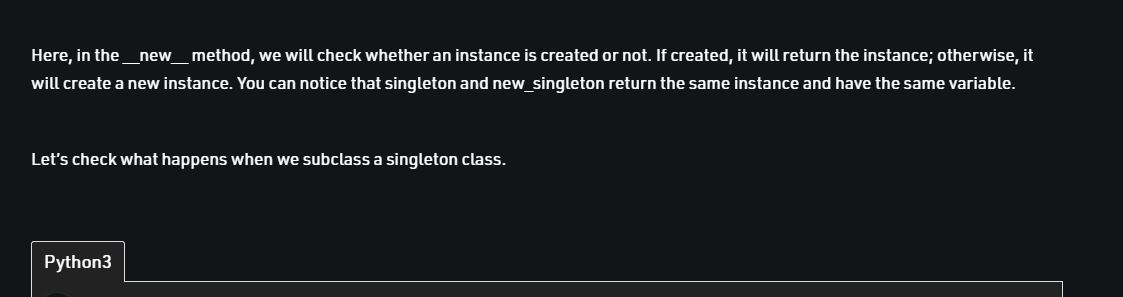 Here, in the __new__ method, we will check whether an instance is created or not. If created, it will return the instance; otherwise, it
will create a new instance. You can notice that singleton and new_singleton return the same instance and have the same variable.
Let’s check what happens when we subclass a singleton class.
Python3